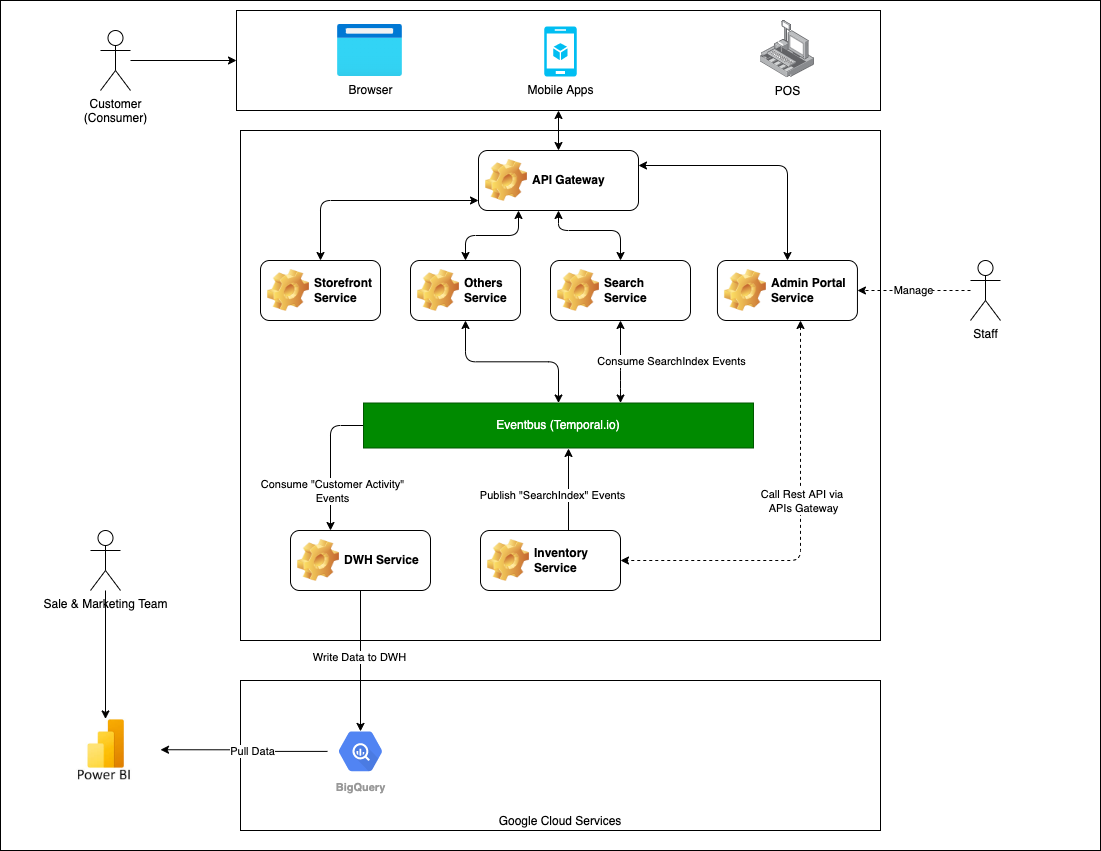 Customer
(Consumer)
Browser
Mobile Apps
POS
API Gateway
Storefront
Service
Others
Service
Search
Service
Admin Portal
Service
Manage
Staff
Consume SearchIndex Events
Eventbus (Temporal.io)
Consume "Customer Activity"
Events
Publish "SearchIndex" Events
Call Rest API via
APIs Gateway
DWH Service
Inventory
Service
Sale & Marketing Team
Write Data to DWH
Power BI
Pull Data
BigQuery
Google Cloud Services